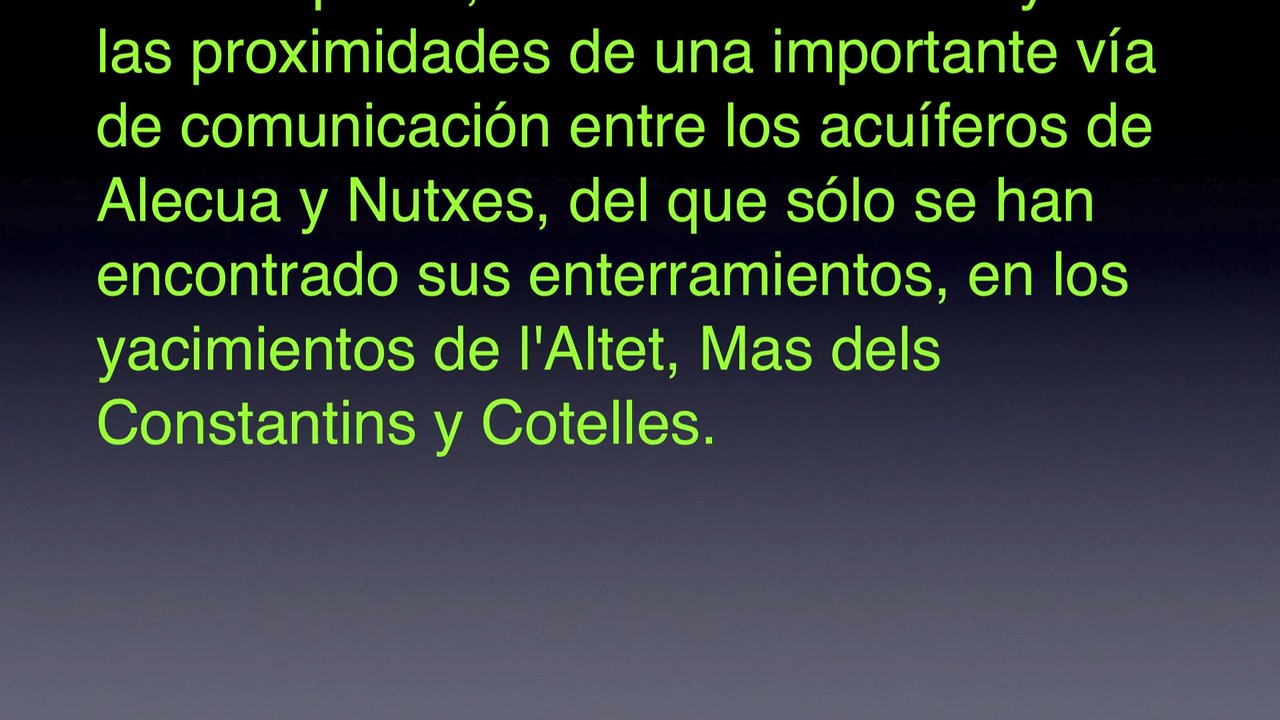 las proximidades de una importante vía
de comunicación entre los acuíferos de
Alecua y Nutxes, del que sólo se han
encontrado sus enterramientos, en los
yacimientos de l'Altet, Mas dels
Constantins y Cotelles.